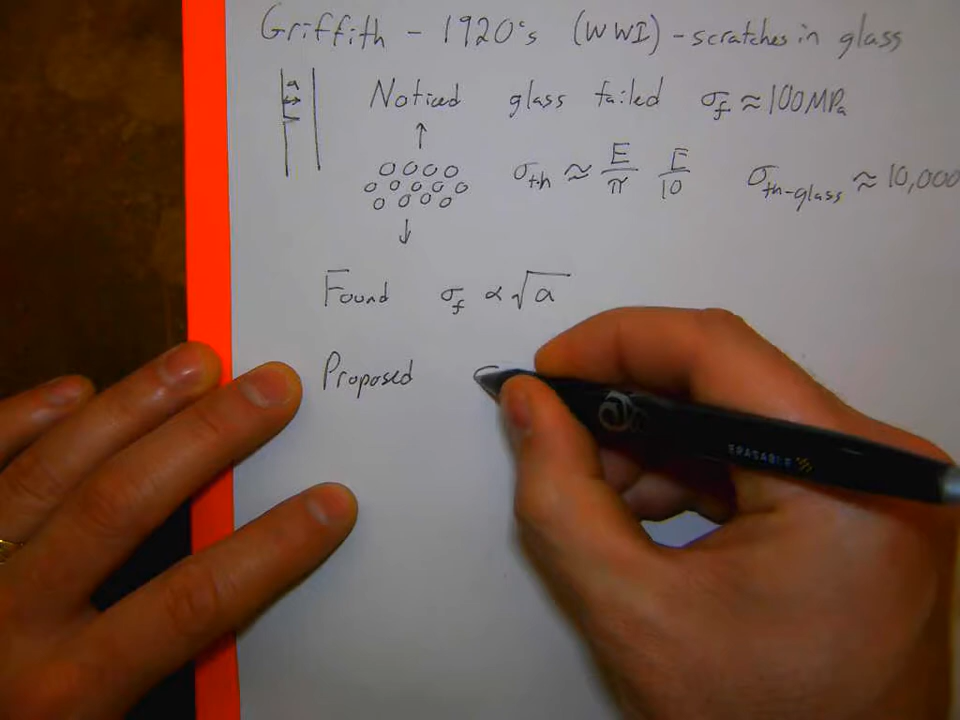 Griffith - 1920's (WWI) - scratches in glass
a
Noticed glass failed σf ≈ 100MPa
σth ≈ E/π E/10 σth-glass ≈ 10,000
Found σf ∝ √a
Proposed
ERASABLE